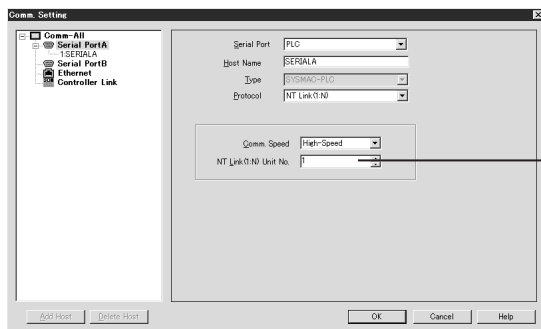 Comm. Setting
Comm-All
Serial PortA
1:SERIALA
Serial PortB
Ethernet
Controller Link
Serial Port PLC
Host Name SERIALA
Type SYSMAC-PLC
Protocol NT Link(1:N)
Comm. Speed High-Speed
NT Link(1:N) Unit No. 1
Add Host Delete Host OK Cancel Help